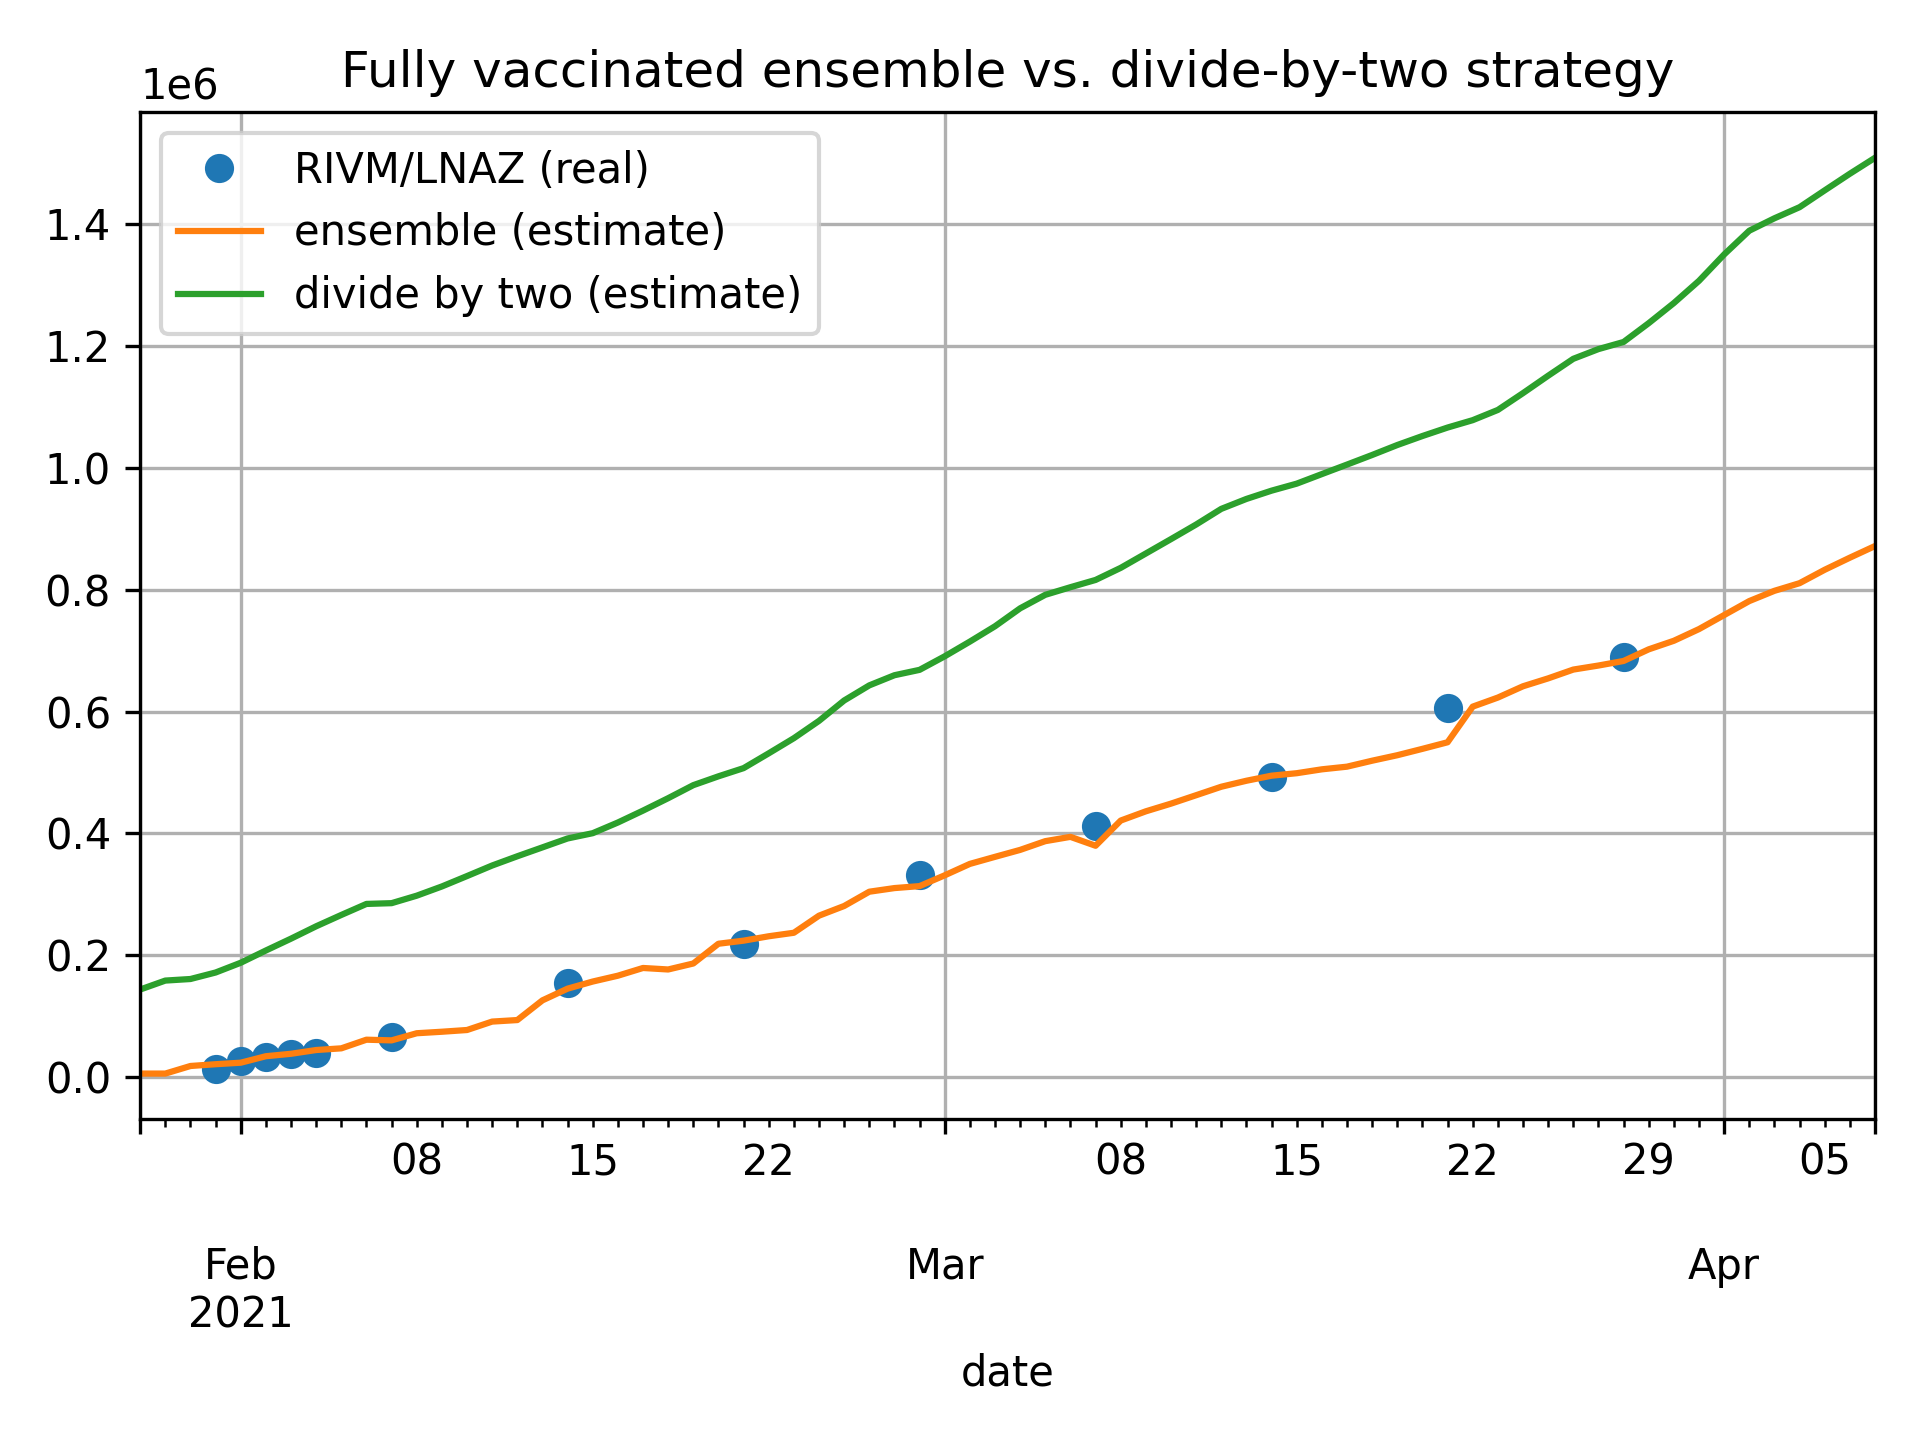 Fully vaccinated ensemble vs. divide-by-two strategy
1e6
RIVM/LNAZ (real)
ensemble (estimate)
divide by two (estimate)
1.4
1.2
1.0
0.8
0.6
0.4
0.2
0.0
08 15 22 08 15 22 29 05
Feb Mar Apr
2021
date